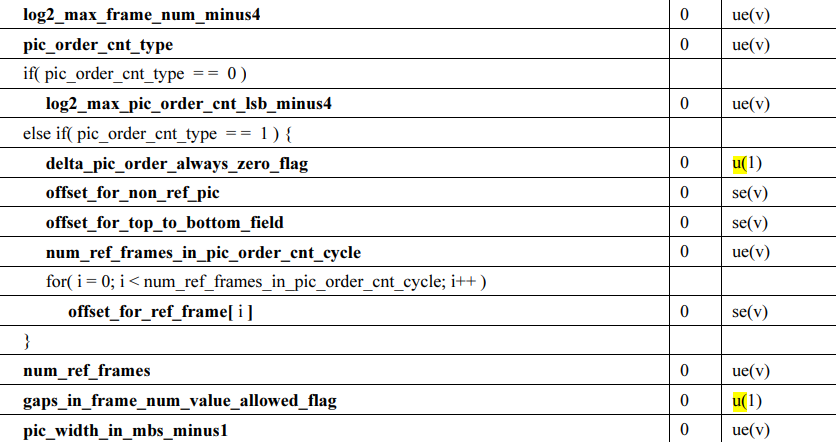 log2_max_frame_num_minus4 0 ue(v)
pic_order_cnt_type 0 ue(v)
if( pic_order_cnt_type = = 0 )
log2_max_pic_order_cnt_lsb_minus4 0 ue(v)
else if( pic_order_cnt_type = = 1 ) {
delta_pic_order_always_zero_flag 0 u(1)
offset_for_non_ref_pic 0 se(v)
offset_for_top_to_bottom_field 0 se(v)
num_ref_frames_in_pic_order_cnt_cycle 0 ue(v)
for( i = 0; i < num_ref_frames_in_pic_order_cnt_cycle; i++ )
offset_for_ref_frame[ i ] 0 se(v)
}
num_ref_frames 0 ue(v)
gaps_in_frame_num_value_allowed_flag 0 u(1)
pic_width_in_mbs_minus1 0 ue(v)